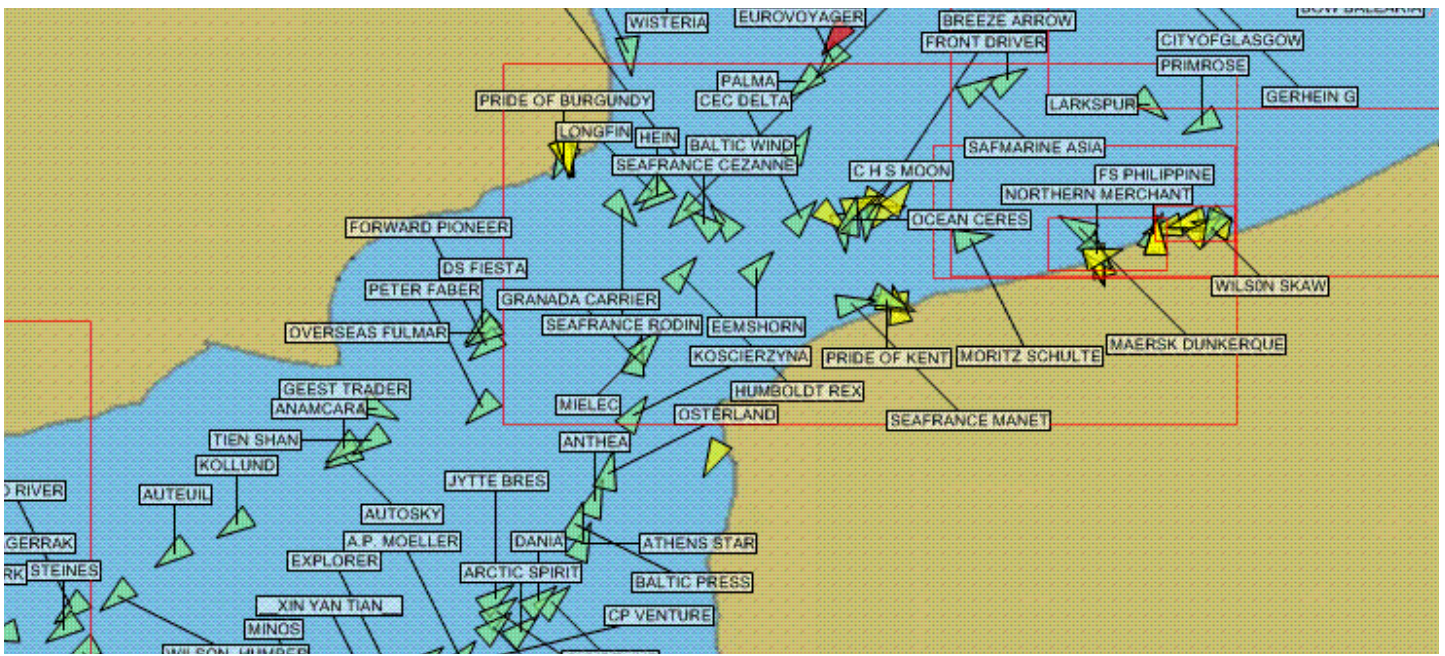 WISTERIA
EUROVOYAGER
BREEZE ARROW
FRONT DRIVER
CITYOFGLASGOW
PRIMROSE
PALMA
CEC DELTA
LARKSPUR
GERHEIN G
PRIDE OF BURGUNDY
LONGFIN
HEIN
BALTIC WIND
SEAFRANCE CEZANNE
SAFMARINE ASIA
C H S MOON
FS PHILIPPINE
NORTHERN MERCHANT
OCEAN CERES
FORWARD PIONEER
DS FIESTA
PETER FABER
GRANADA CARRIER
WILSON SKAW
OVERSEAS FULMAR
SEAFRANCE RODIN
EEMSHORN
KOSCIERZYNA
PRIDE OF KENT
MORITZ SCHULTE
MAERSK DUNKERQUE
GEEST TRADER
ANAMCARA
HUMBOLDT REX
MIELEC
OSTERLAND
SEAFRANCE MANET
TIEN SHAN
ANTHEA
KOLLUND
JYTTE BRES
RIVER
AUTEUIL
AUTOSKY
GERRAK
A.P. MOELLER
DANIA
ATHENS STAR
EXPLORER
RK
STEINES
ARCTIC SPIRIT
BALTIC PRESS
XIN YAN TIAN
CP VENTURE
MINOS
WILSON HUMBER